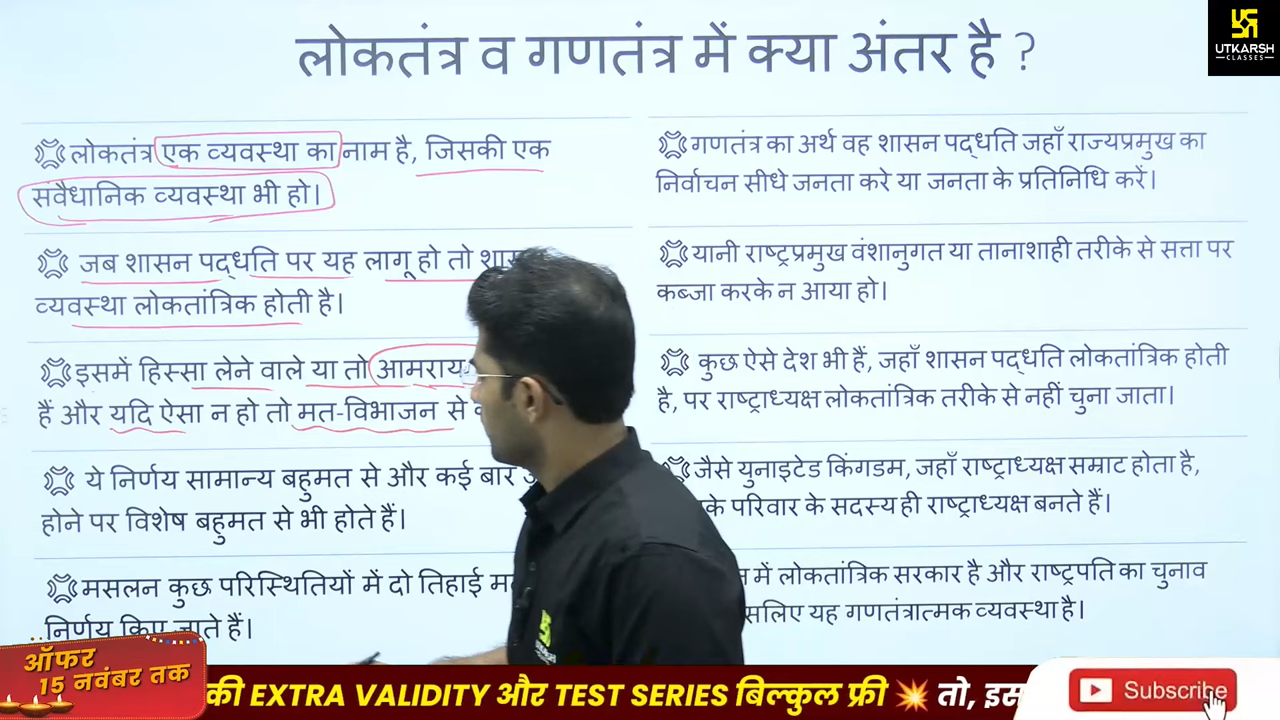 लोकतंत्र व गणतंत्र में क्या अंतर है ?
UTKARSH
CLASSES
लोकतंत्र एक व्यवस्था का नाम है, जिसकी एक
संवैधानिक व्यवस्था भी हो।
जब शासन पद्धति पर यह लागू हो तो
व्यवस्था लोकतांत्रिक होती है।
इसमें हिस्सा लेने वाले या तो आमराय
हैं और यदि ऐसा न हो तो मत-विभाजन से
ये निर्णय सामान्य बहुमत से और कई बार
होने पर विशेष बहुमत से भी होते हैं।
मसलन कुछ परिस्थितियों में दो तिहाई
निर्णय किए जाते हैं।
गणतंत्र का अर्थ वह शासन पद्धति जहाँ राज्यप्रमुख का
निर्वाचन सीधे जनता करे या जनता के प्रतिनिधि करें।
यानी राष्ट्रप्रमुख वंशानुगत या तानाशाही तरीके से सत्ता पर
कब्जा करके न आया हो।
कुछ ऐसे देश भी हैं, जहाँ शासन पद्धति लोकतांत्रिक होती
है, पर राष्ट्राध्यक्ष लोकतांत्रिक तरीके से नहीं चुना जाता।
जैसे युनाइटेड किंगडम, जहाँ राष्ट्राध्यक्ष सम्राट होता है,
के परिवार के सदस्य ही राष्ट्राध्यक्ष बनते हैं।
में लोकतांत्रिक सरकार है और राष्ट्रपति का चुनाव
यह गणतंत्रात्मक व्यवस्था है।
ऑफर
15 नवंबर तक
की EXTRA VALIDITY और TEST SERIES बिल्कुल फ्री 💥 तो,
Subscribe